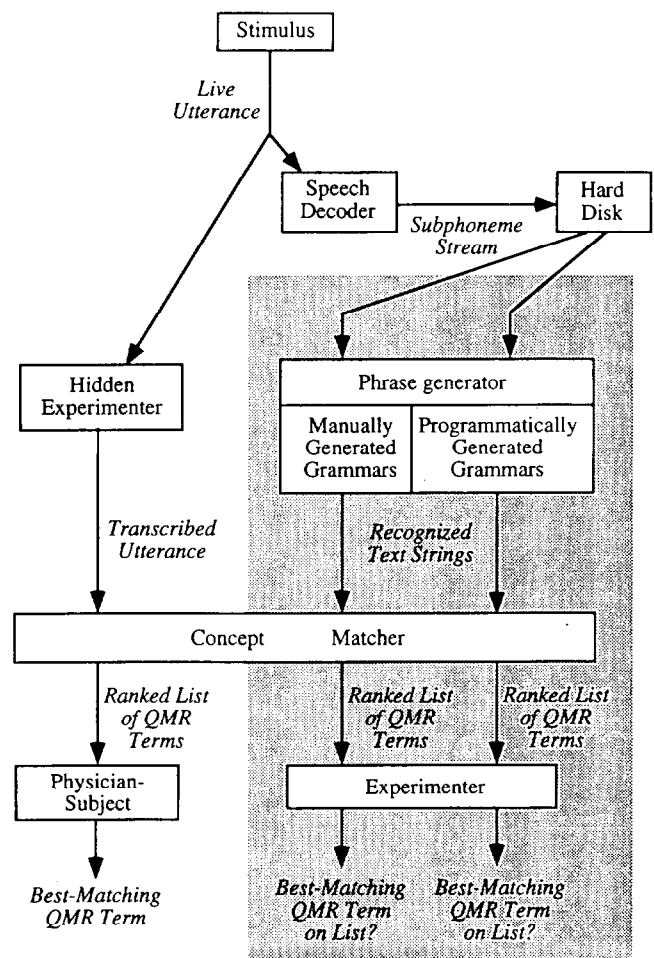 Stimulus
Live
Utterance
Speech
Decoder
Hard
Disk
Subphoneme
Stream
Hidden
Experimenter
Phrase generator
Manually
Generated
Grammars
Programmatically
Generated
Grammars
Transcribed
Utterance
Recognized
Text Strings
Concept Matcher
Ranked List
of QMR
Terms
Ranked List
of QMR
Terms
Ranked List
of QMR
Terms
Physician-
Subject
Experimenter
Best-Matching
QMR Term
Best-Matching
QMR Term
on List?
Best-Matching
QMR Term
on List?